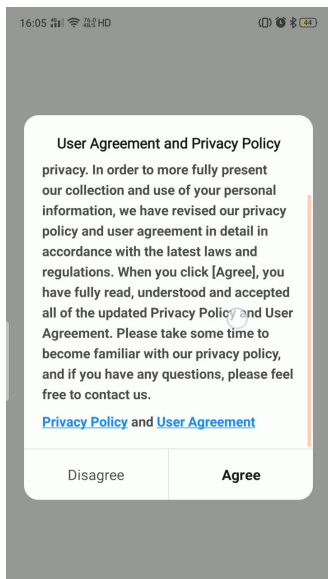 16:05 76.0 KB/S HD 44
User Agreement and Privacy Policy
privacy. In order to more fully present
our collection and use of your personal
information, we have revised our privacy
policy and user agreement in detail in
accordance with the latest laws and
regulations. When you click [Agree], you
have fully read, understood and accepted
all of the updated Privacy Policy and User
Agreement. Please take some time to
become familiar with our privacy policy,
and if you have any questions, please feel
free to contact us.
Privacy Policy and User Agreement
Disagree Agree